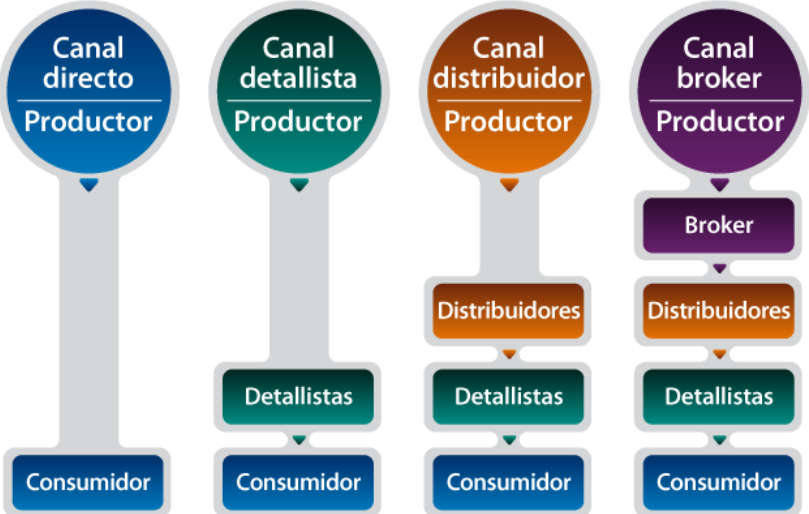 Canal
directo
Productor
Consumidor
Canal
detallista
Productor
Detallistas
Consumidor
Canal
distribuidor
Productor
Distribuidores
Detallistas
Consumidor
Canal
broker
Productor
Broker
Distribuidores
Detallistas
Consumidor